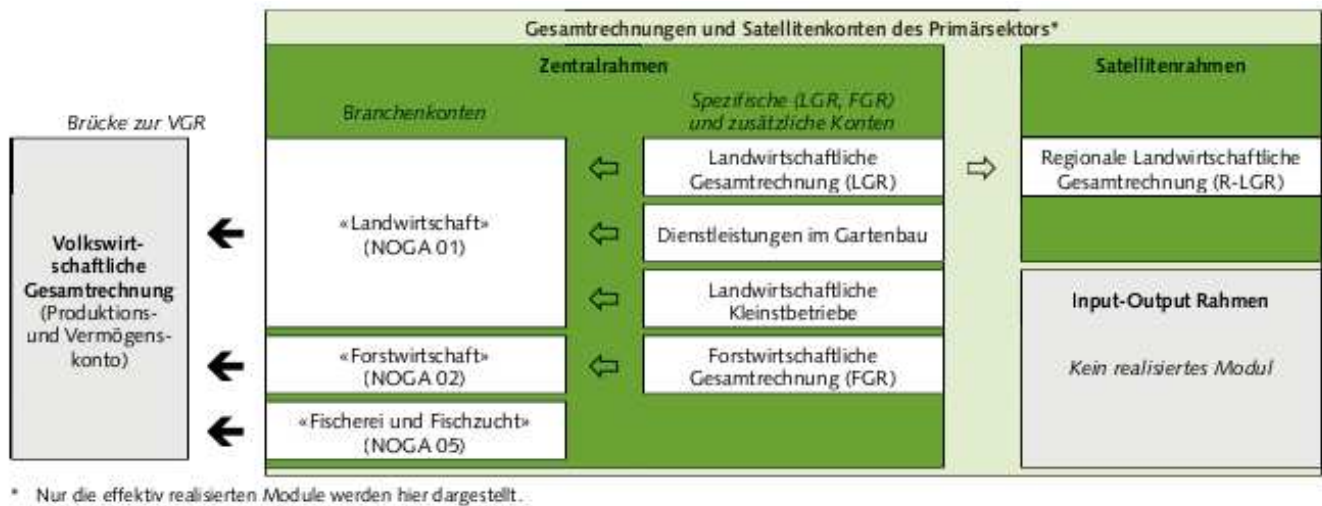 Gesamtrechnungen und Satellitenkonten des Primärsektors*
Zentralrahmen
Satellitenrahmen
Brücke zur VGR
Branchenkonten
Spezifische (LGR, FGR)
und zusätzliche Konten
Volkswirt-
schaftliche
Gesamtrechnung
(Produktions-
und Vermögens-
konto)
«Landwirtschaft»
(NOGA 01)
«Forstwirtschaft»
(NOGA 02)
«Fischerei und Fischzucht»
(NOGA 05)
Landwirtschaftliche
Gesamtrechnung (LGR)
Dienstleistungen im Gartenbau
Landwirtschaftliche
Kleinstbetriebe
Forstwirtschaftliche
Gesamtrechnung (FGR)
Regionale Landwirtschaftliche
Gesamtrechnung (R-LGR)
Input-Output Rahmen
Kein realisiertes Modul
* Nur die effektiv realisierten Module werden hier dargestellt.